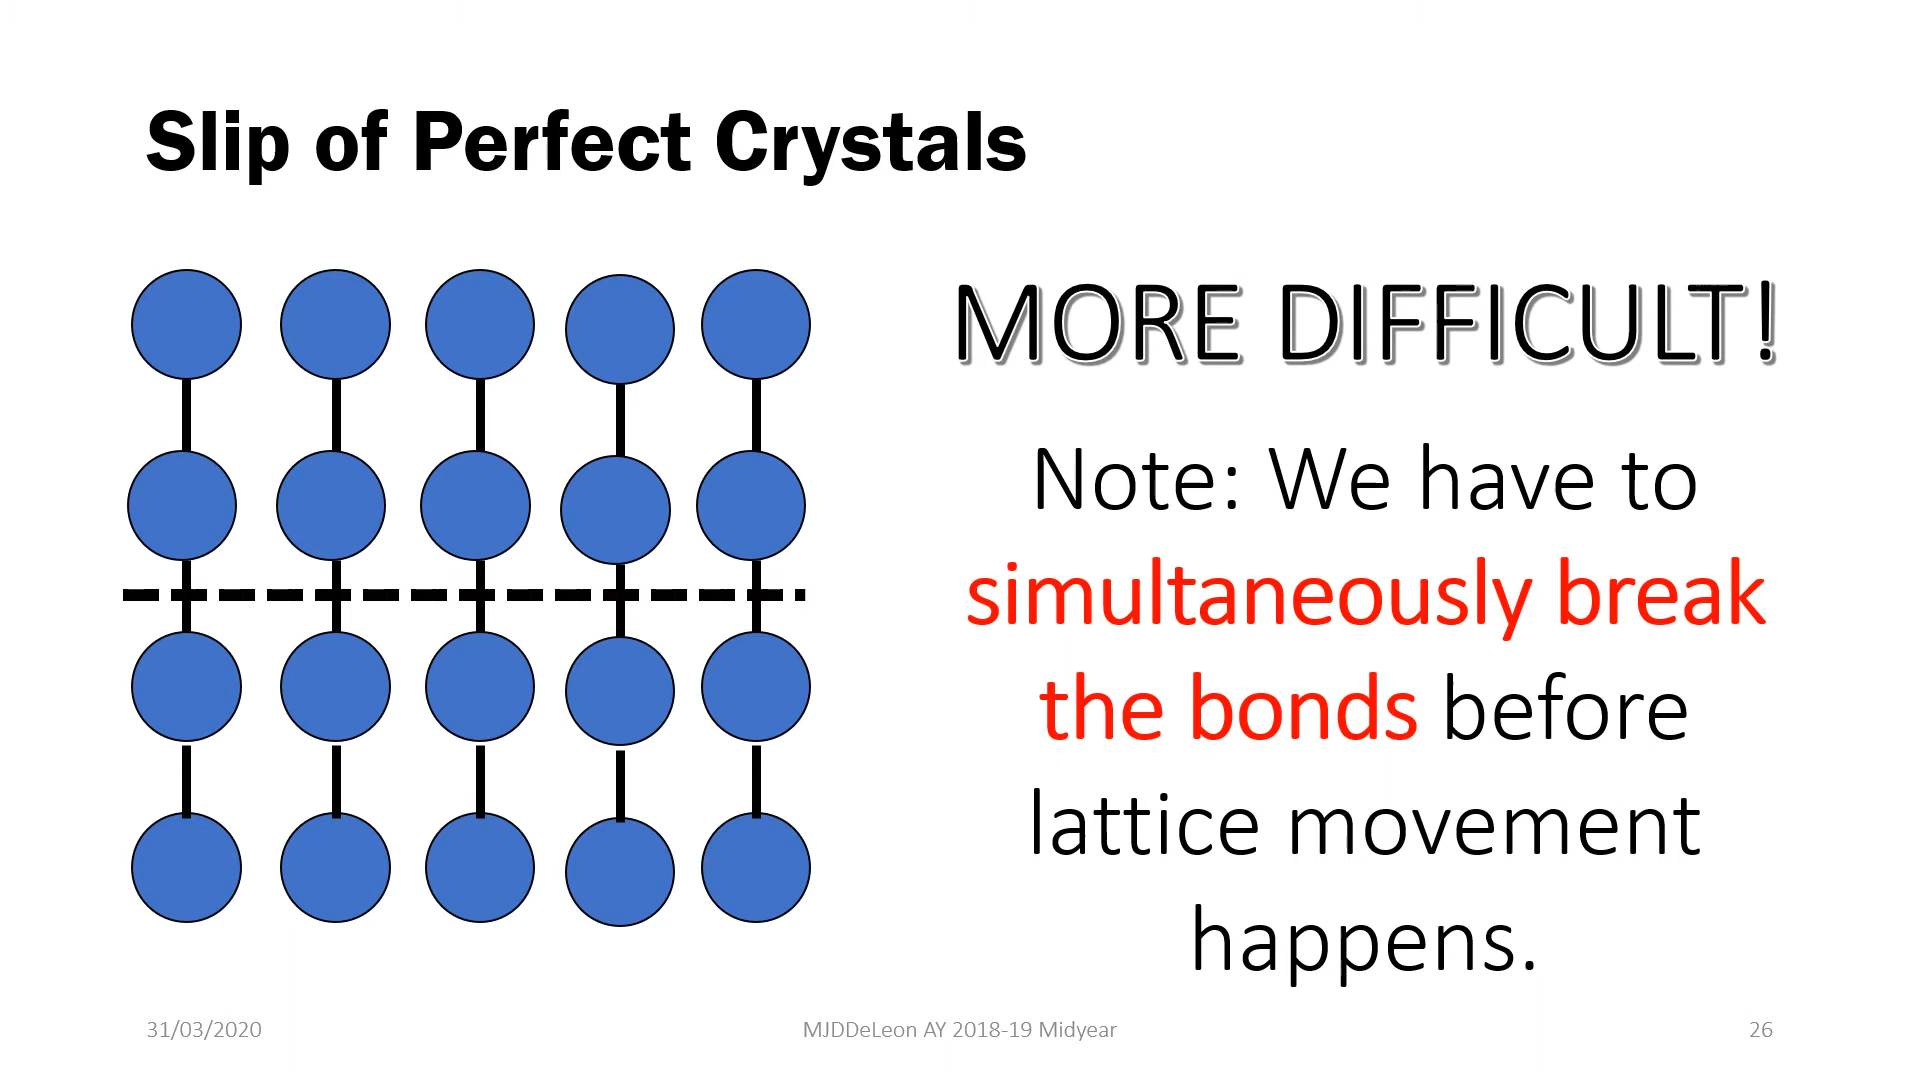 Slip of Perfect Crystals
MORE DIFFICULT!
Note: We have to
simultaneously break
the bonds before
lattice movement
happens.
31/03/2020
MJDDeLeon AY 2018-19 Midyear
26